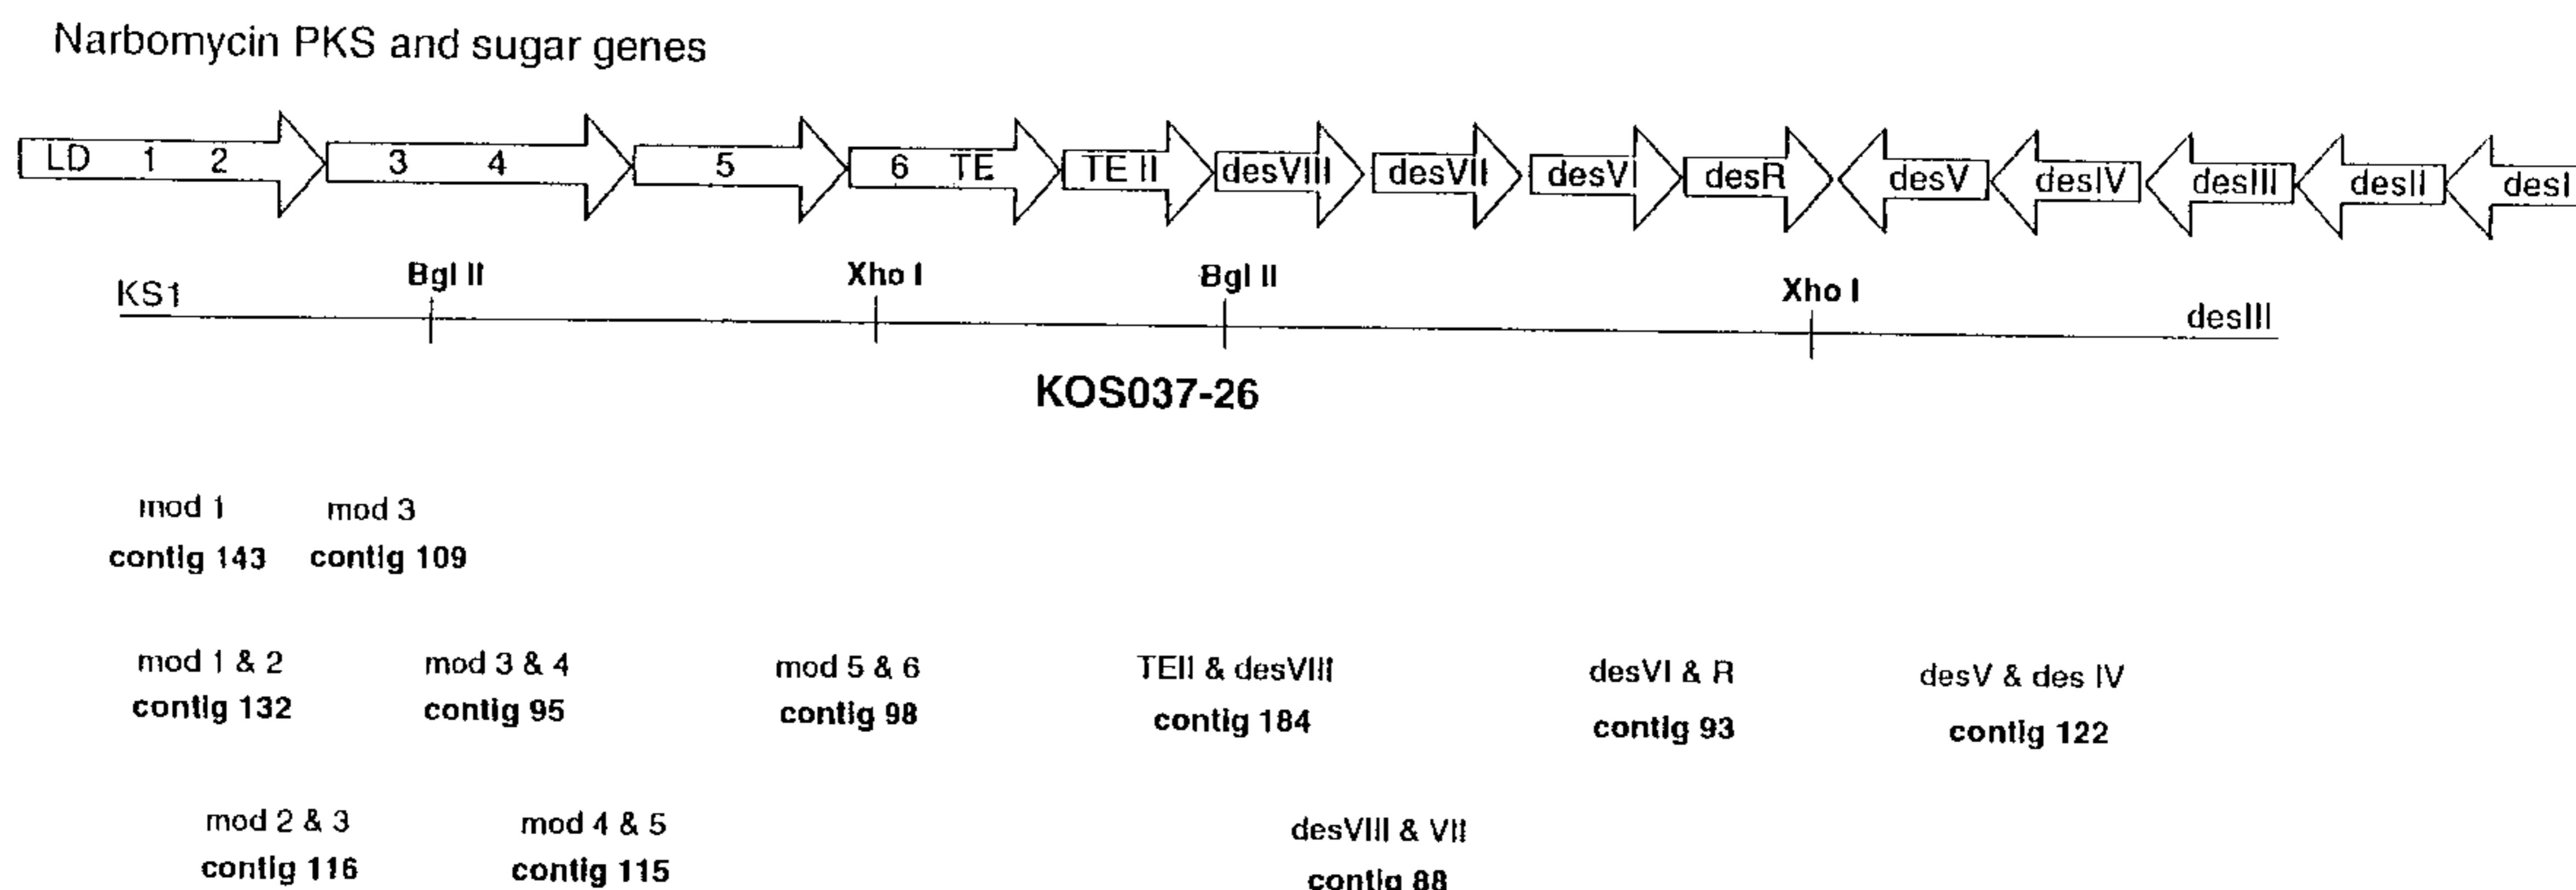 Narbomycin PKS and sugar genes
LD 1 2 3 4 5 6 TE TE II desVIII desVII desVI desR desV desIV desIII desII desI
Bgl II Xho I Bgl II Xho I
KS1 desIII
KOS037-26
mod 1 mod 3
contig 143 contig 109
mod 1 & 2 mod 3 & 4 mod 5 & 6 TEII & desVIII desVI & R desV & des IV
contig 132 contig 95 contig 98 contig 184 contig 93 contig 122
mod 2 & 3 mod 4 & 5 desVIII & VII
contig 116 contig 115 contig 88